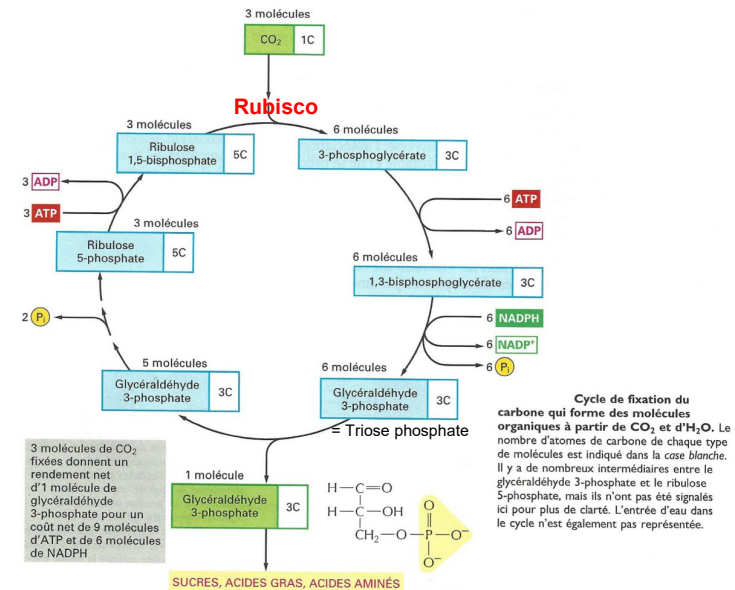 3 molécules
CO₂ 1C
Rubisco
3 molécules
Ribulose
1,5-bisphosphate
5C
6 molécules
3-phosphoglycérate 3C
3 ADP
3 ATP
6 ATP
6 ADP
3 molécules
Ribulose
5-phosphate
5C
6 molécules
1,3-bisphosphoglycérate 3C
2 Pi
6 NADPH
6 NADP⁺
6 Pi
5 molécules
Glycéraldéhyde
3-phosphate
3C
6 molécules
Glycéraldéhyde
3-phosphate
3C
= Triose phosphate
3 molécules de CO₂
fixées donnent un
rendement net
d'1 molécule de
glycéraldéhyde
3-phosphate pour un
coût net de 9 molécules
d'ATP et de 6 molécules
de NADPH
1 molécule
Glycéraldéhyde
3-phosphate
3C
H—C=O
H—C—OH
CH₂—O—P—O⁻
O
O⁻
SUCRES, ACIDES GRAS, ACIDES AMINÉS
Cycle de fixation du
carbone qui forme des molécules
organiques à partir de CO₂ et d'H₂O. Le
nombre d'atomes de carbone de chaque type
de molécules est indiqué dans la case blanche.
Il y a de nombreux intermédiaires entre le
glycéraldéhyde 3-phosphate et le ribulose
5-phosphate, mais ils n'ont pas été signalés
ici pour plus de clarté. L'entrée d'eau dans
le cycle n'est également pas représentée.